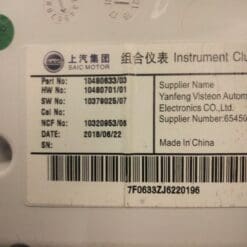 上汽集团
SAIC MOTOR
组合仪表 Instrument Clu
Part No: 10480633/03
HW No: 10480701/01
SW No: 10379025/07
Cal No:
NCF No: 10320953/06
DATE: 2018/06/22
SN:
Supplier Name
Yanfeng Visteon Autom
Electronics CO.,Ltd.
Supplier Number:65450
Made In China
7F0633ZJ6220196